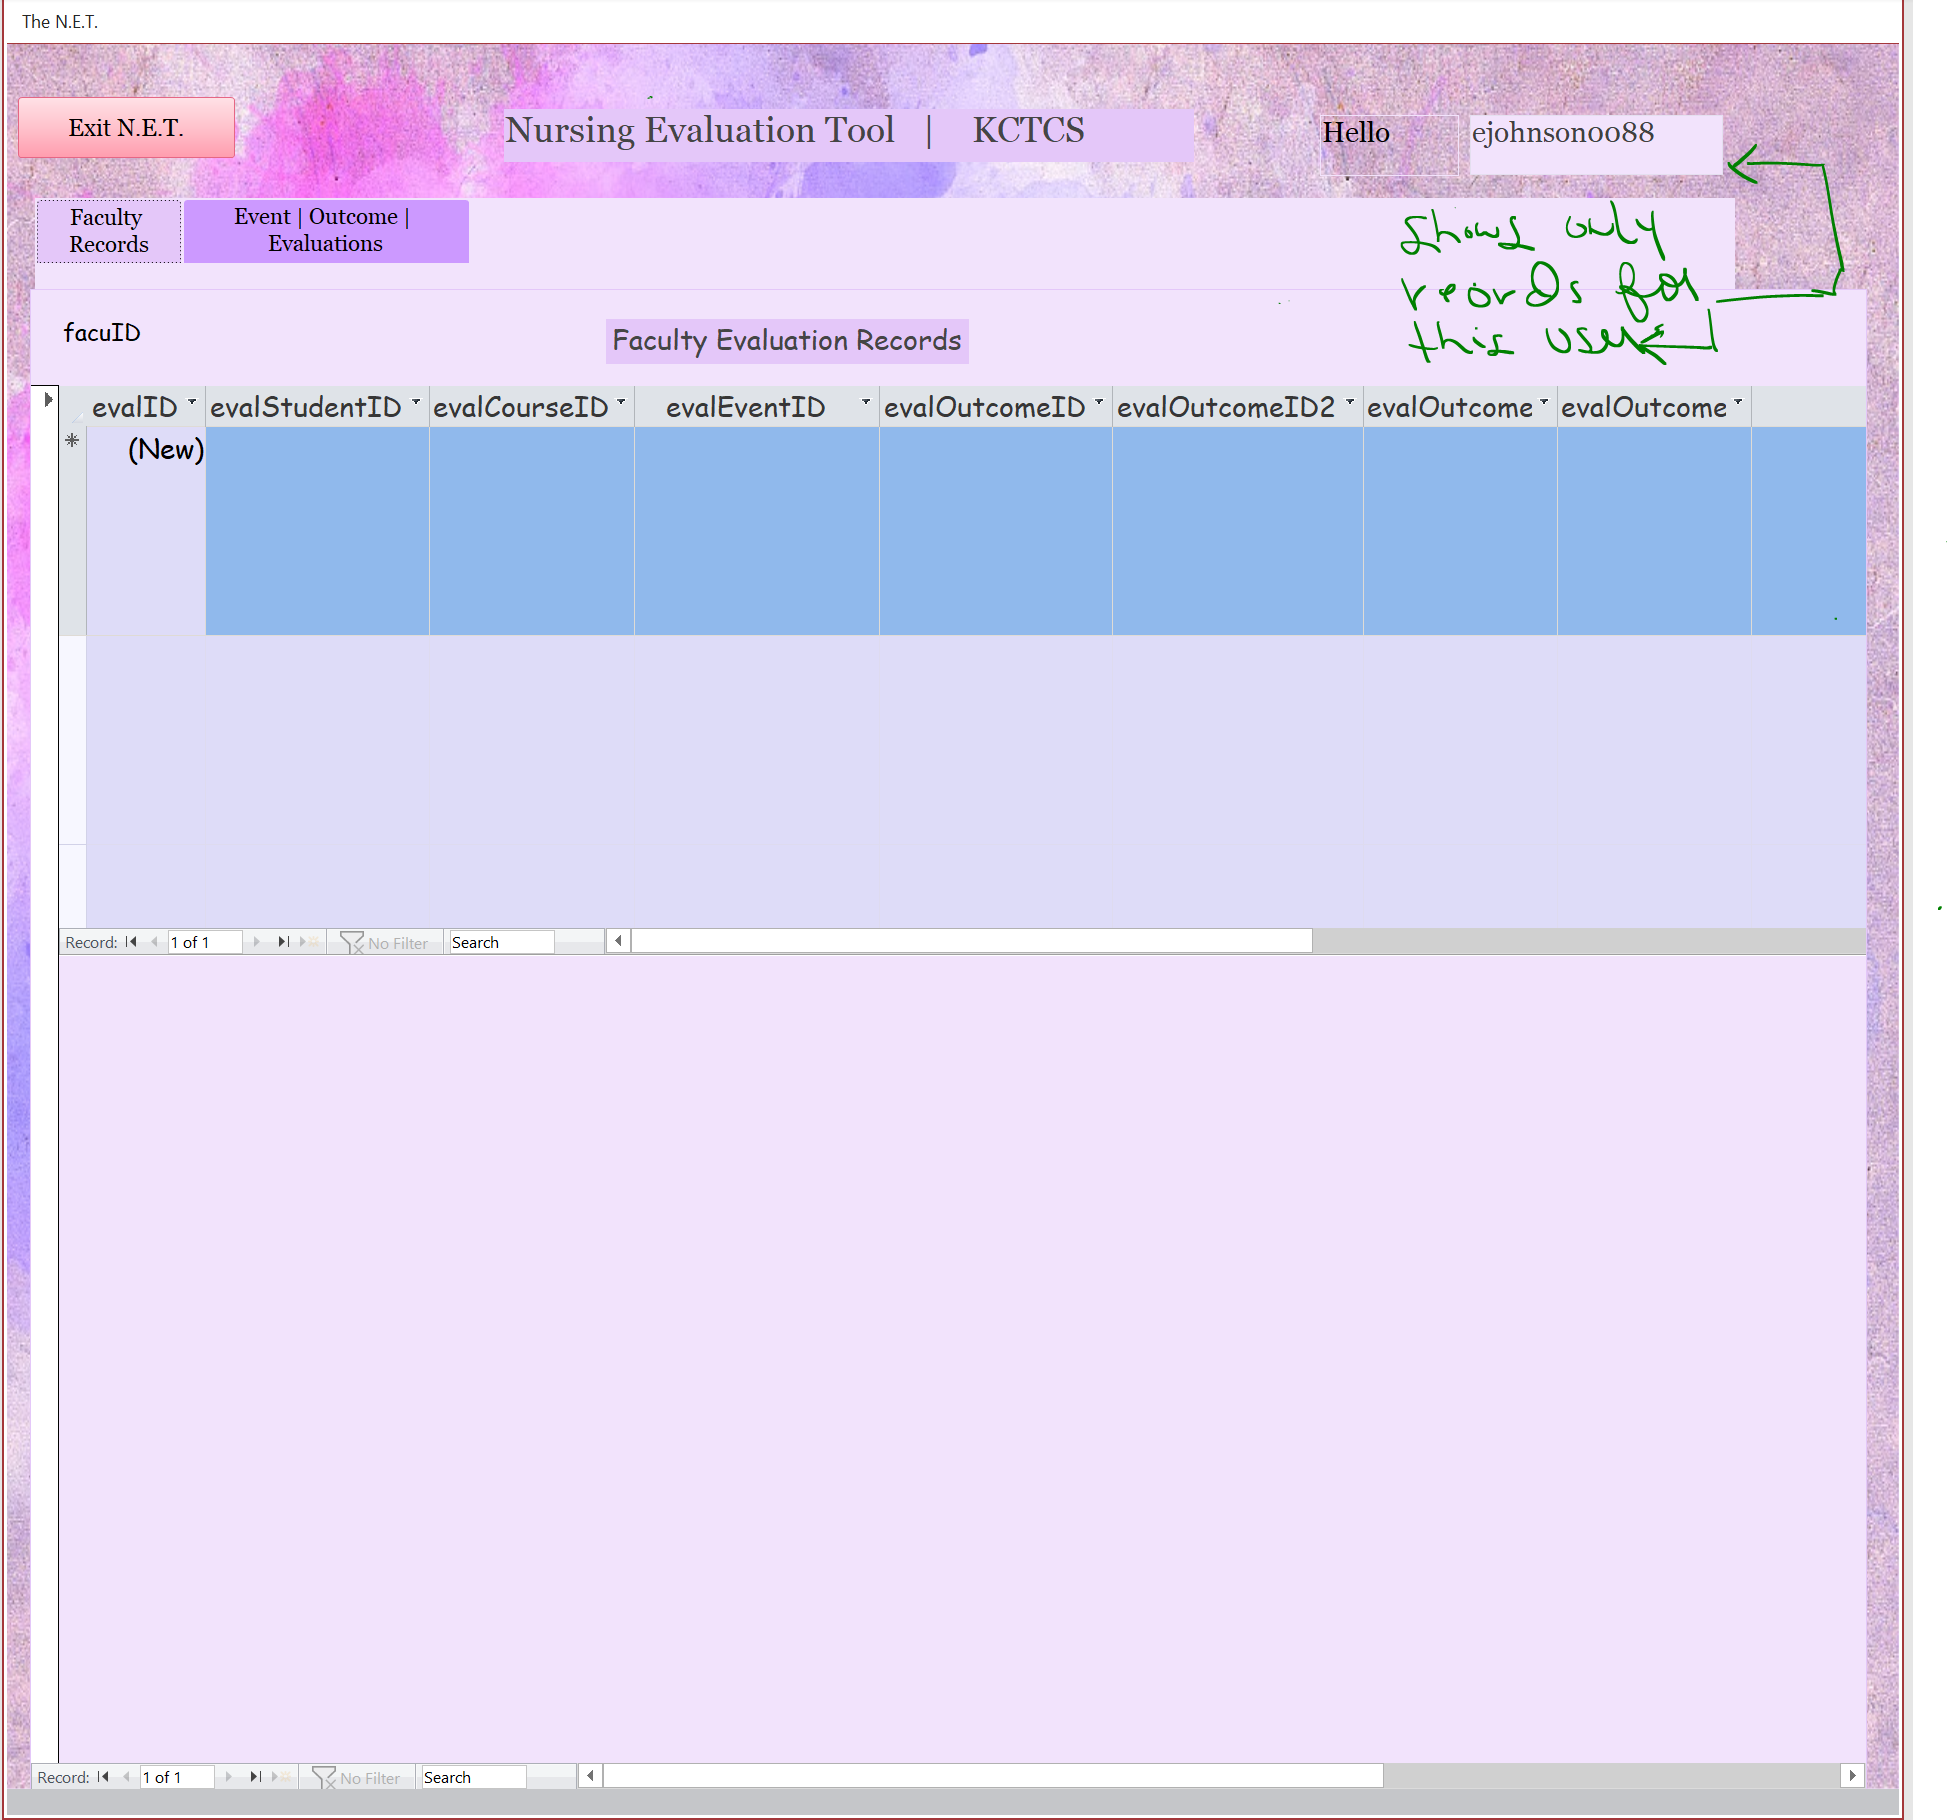 The N.E.T.
Exit N.E.T.
Nursing Evaluation Tool | KCTCS
Hello
ejohnson0088
Faculty
Records
Event | Outcome |
Evaluations
shows only
records for
this user
facuID
Faculty Evaluation Records
evalID evalStudentID evalCourseID evalEventID evalOutcomeID evalOutcomeID2 evalOutcome evalOutcome
(New)
Record: 1 of 1 No Filter Search
Record: 1 of 1 No Filter Search